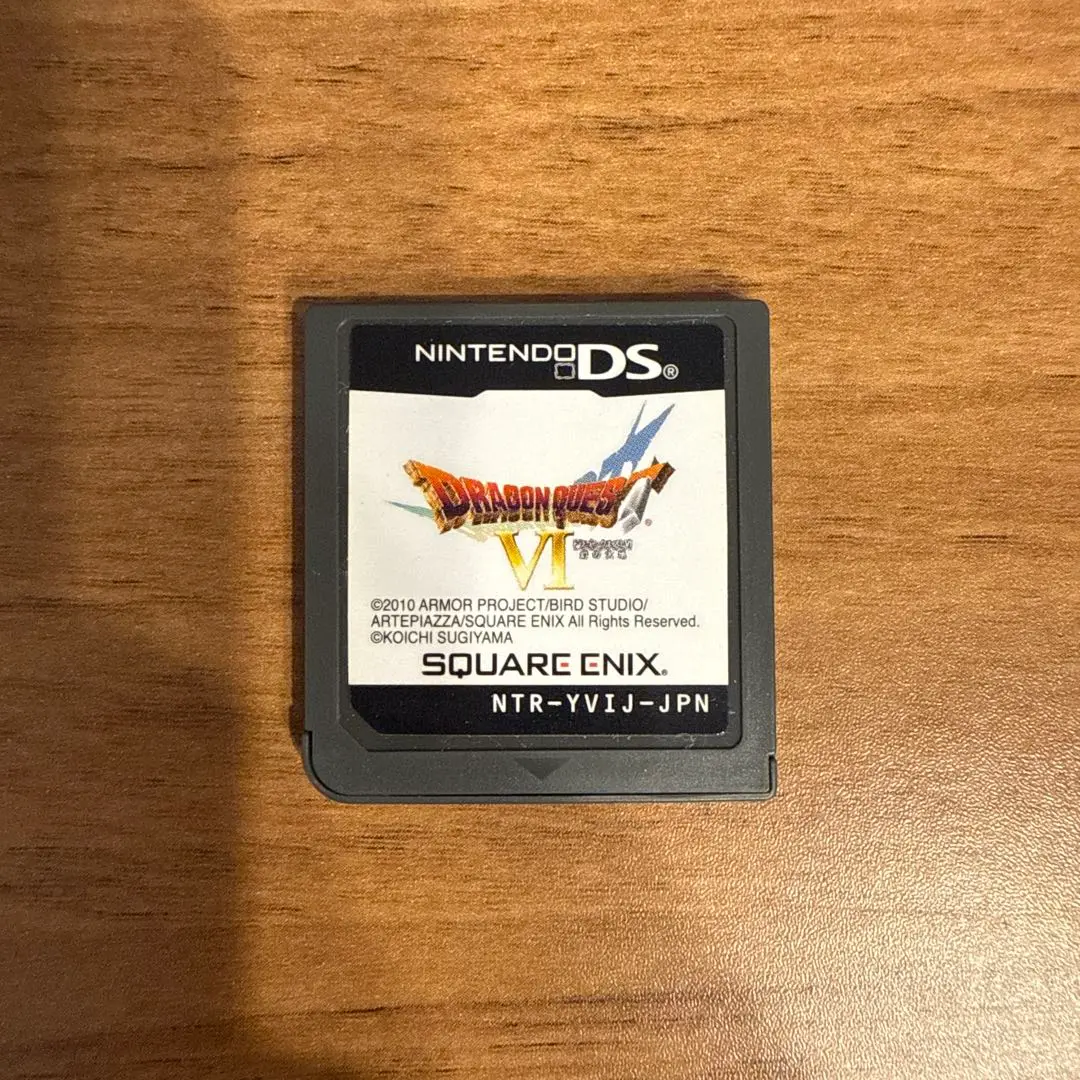 NINTENDO DS®
DRAGON QUEST®
VI
©2010 ARMOR PROJECT/BIRD STUDIO/
ARTEPIAZZA/SQUARE ENIX All Rights Reserved.
©KOICHI SUGIYAMA
SQUARE ENIX®
NTR-YVIJ-JPN